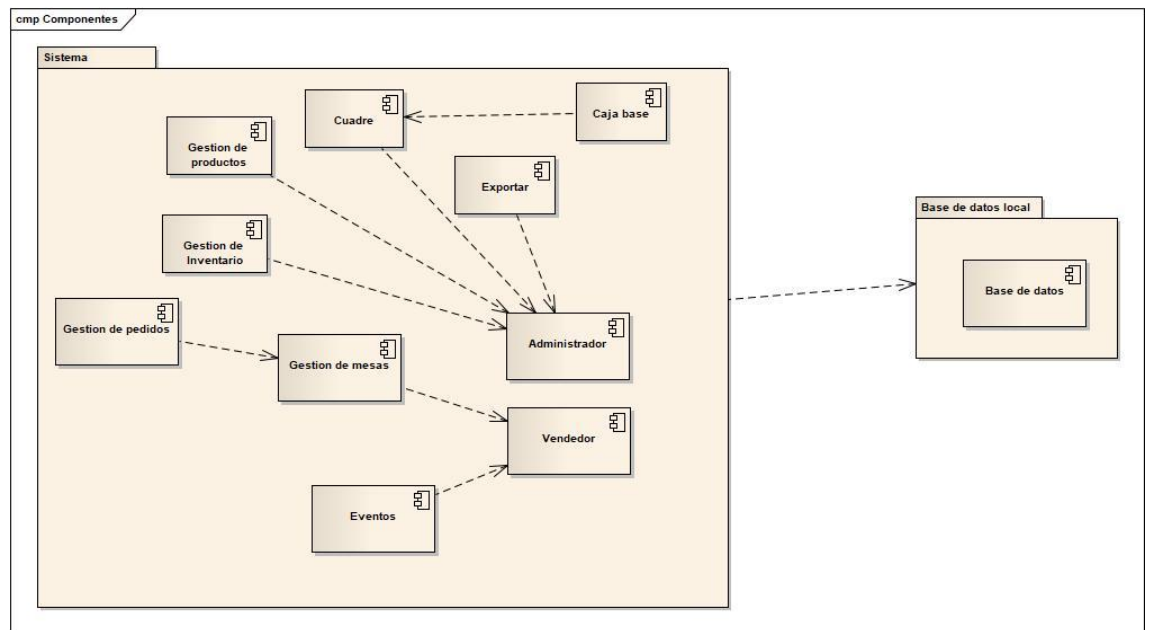 cmp Componentes
Sistema
Cuadre
Caja base
Gestion de
productos
Exportar
Base de datos local
Gestion de
Inventario
Base de datos
Gestion de pedidos
Administrador
Gestion de mesas
Vendedor
Eventos